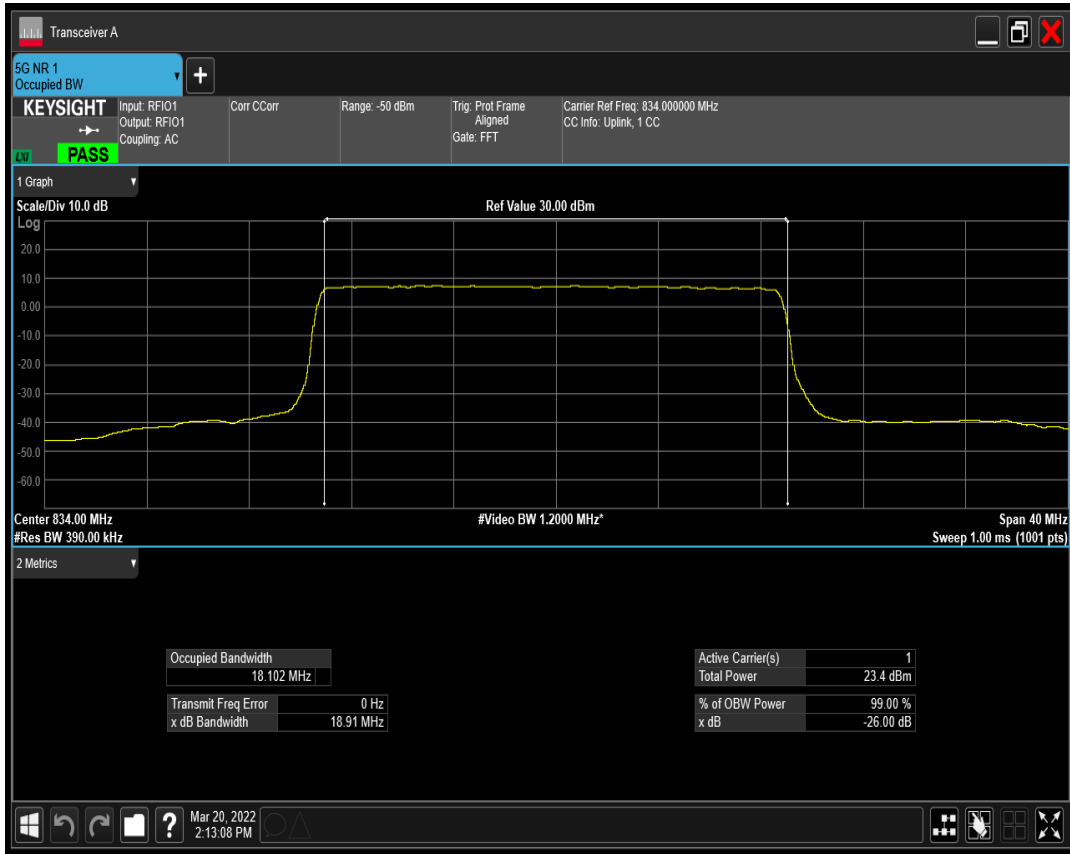 Transceiver A
5G NR 1
Occupied BW
KEYSIGHT
LXI
PASS
Input: RFIO1
Output: RFIO1
Coupling: AC
Corr CCorr
Range: -50 dBm
Trig: Prot Frame
Aligned
Gate: FFT
Carrier Ref Freq: 834.000000 MHz
CC Info: Uplink, 1 CC
1 Graph
Scale/Div 10.0 dB
Ref Value 30.00 dBm
Log
20.0
10.0
0.00
-10.0
-20.0
-30.0
-40.0
-50.0
-60.0
Center 834.00 MHz
#Video BW 1.2000 MHz*
Span 40 MHz
#Res BW 390.00 kHz
Sweep 1.00 ms (1001 pts)
2 Metrics
Occupied Bandwidth
18.102 MHz
Transmit Freq Error 0 Hz
x dB Bandwidth 18.91 MHz
Active Carrier(s) 1
Total Power 23.4 dBm
% of OBW Power 99.00 %
x dB -26.00 dB
?
Mar 20, 2022
2:13:08 PM